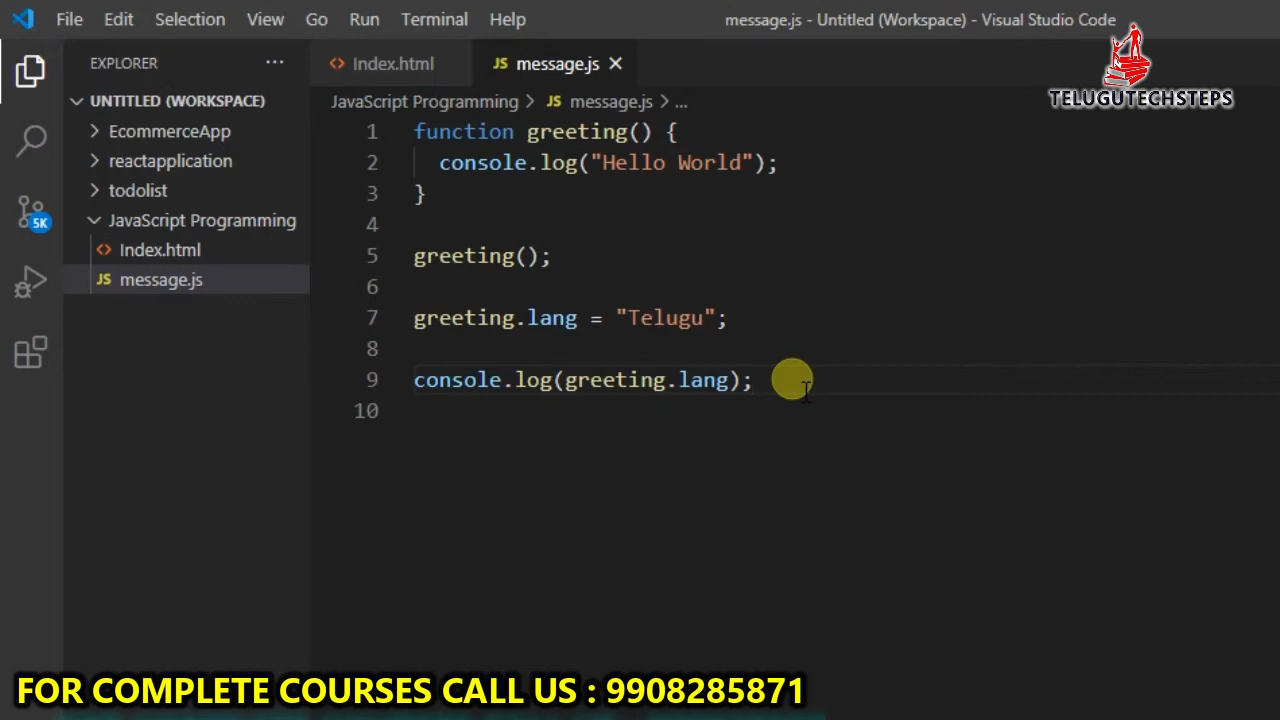 File Edit Selection View Go Run Terminal Help
message.js - Untitled (Workspace) - Visual Studio Code
TELUGUTECHSTEPS
EXPLORER ...
UNTITLED (WORKSPACE)
EcommerceApp
reactapplication
todolist
JavaScript Programming
Index.html
JS message.js
5K
Index.html
JS message.js
JavaScript Programming > JS message.js > ...
1 function greeting() {
2 console.log("Hello World");
3 }
4
5 greeting();
6
7 greeting.lang = "Telugu";
8
9 console.log(greeting.lang);
10
FOR COMPLETE COURSES CALL US : 9908285871